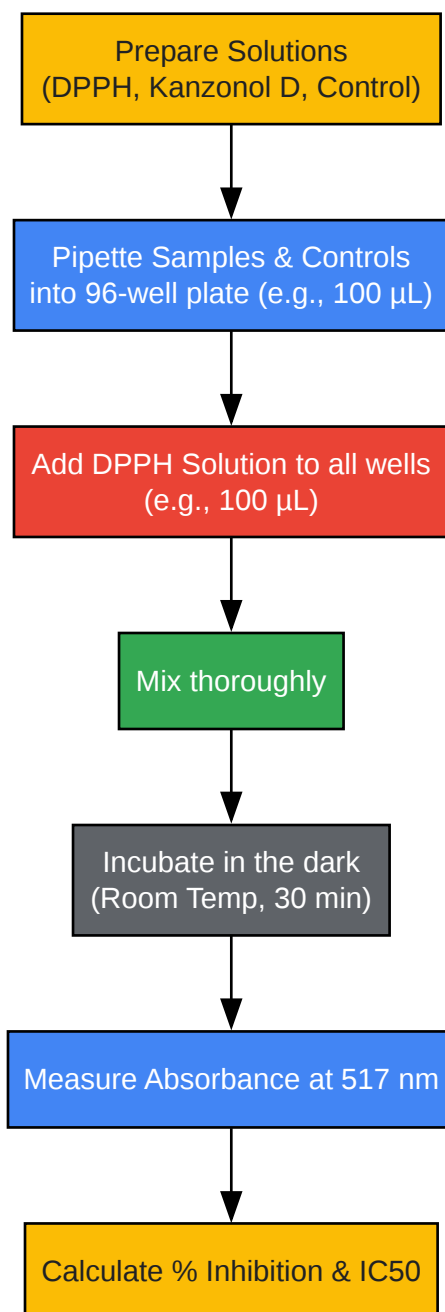 Prepare Solutions
(DPPH, Kanzonol D, Control)
Pipette Samples & Controls
into 96-well plate (e.g., 100 µL)
Add DPPH Solution to all wells
(e.g., 100 µL)
Mix thoroughly
Incubate in the dark
(Room Temp, 30 min)
Measure Absorbance at 517 nm
Calculate % Inhibition & IC50